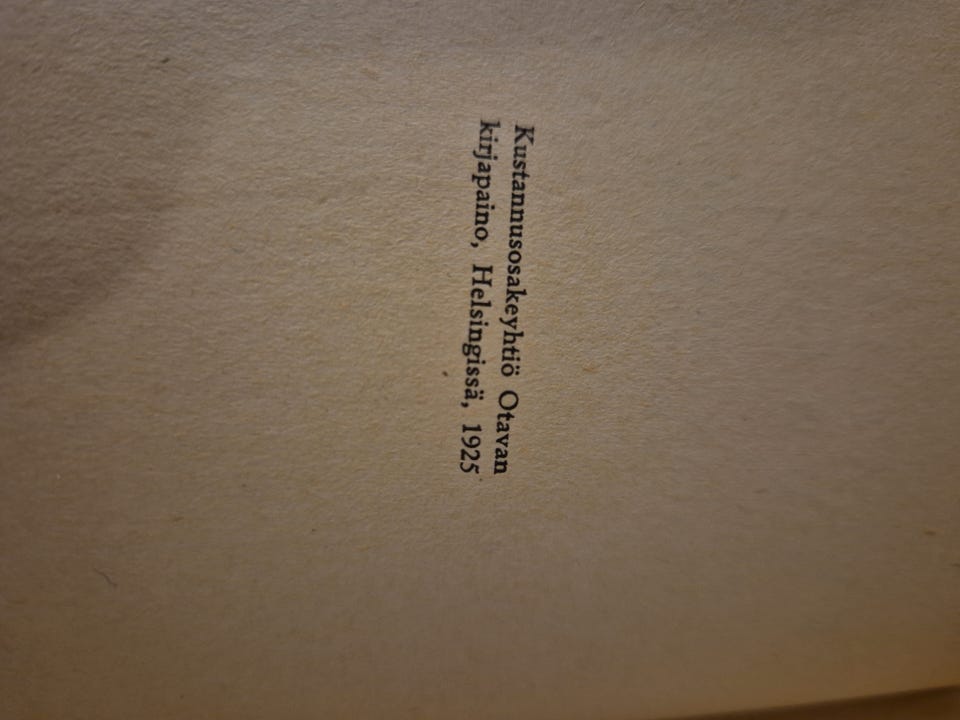 Kustannusosakeyhtiö Otavan
kirjapaino, Helsingissä, 1925